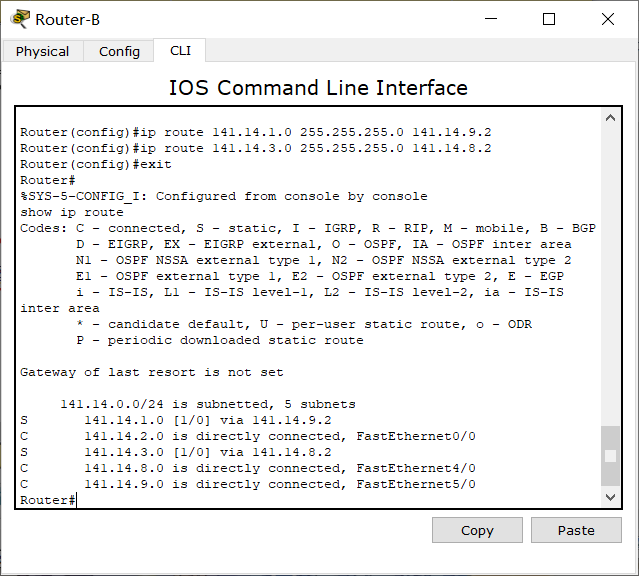 Router-B
Physical Config CLI
IOS Command Line Interface
Router(config)#ip route 141.14.1.0 255.255.255.0 141.14.9.2
Router(config)#ip route 141.14.3.0 255.255.255.0 141.14.8.2
Router(config)#exit
Router#
%SYS-5-CONFIG_I: Configured from console by console
show ip route
Codes: C - connected, S - static, I - IGRP, R - RIP, M - mobile, B - BGP
       D - EIGRP, EX - EIGRP external, O - OSPF, IA - OSPF inter area
       N1 - OSPF NSSA external type 1, N2 - OSPF NSSA external type 2
       E1 - OSPF external type 1, E2 - OSPF external type 2, E - EGP
       i - IS-IS, L1 - IS-IS level-1, L2 - IS-IS level-2, ia - IS-IS
inter area
       * - candidate default, U - per-user static route, o - ODR
       P - periodic downloaded static route
Gateway of last resort is not set
     141.14.0.0/24 is subnetted, 5 subnets
S       141.14.1.0 [1/0] via 141.14.9.2
C       141.14.2.0 is directly connected, FastEthernet0/0
S       141.14.3.0 [1/0] via 141.14.8.2
C       141.14.8.0 is directly connected, FastEthernet4/0
C       141.14.9.0 is directly connected, FastEthernet5/0
Router#
Copy Paste